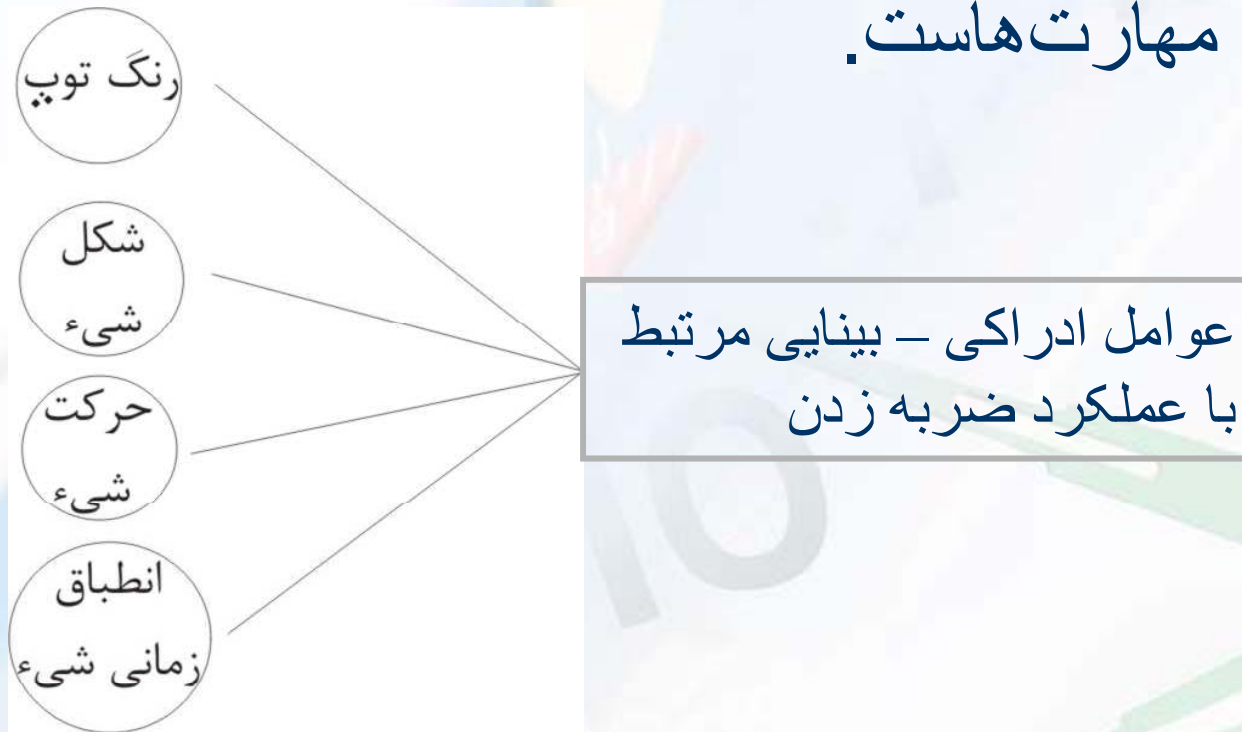 مهارت‌هاست.
رنگ توپ
شکل
شیء
حرکت
شیء
انطباق
زمانی شیء
عوامل ادراکی – بینایی مرتبط
با عملکرد ضربه زدن